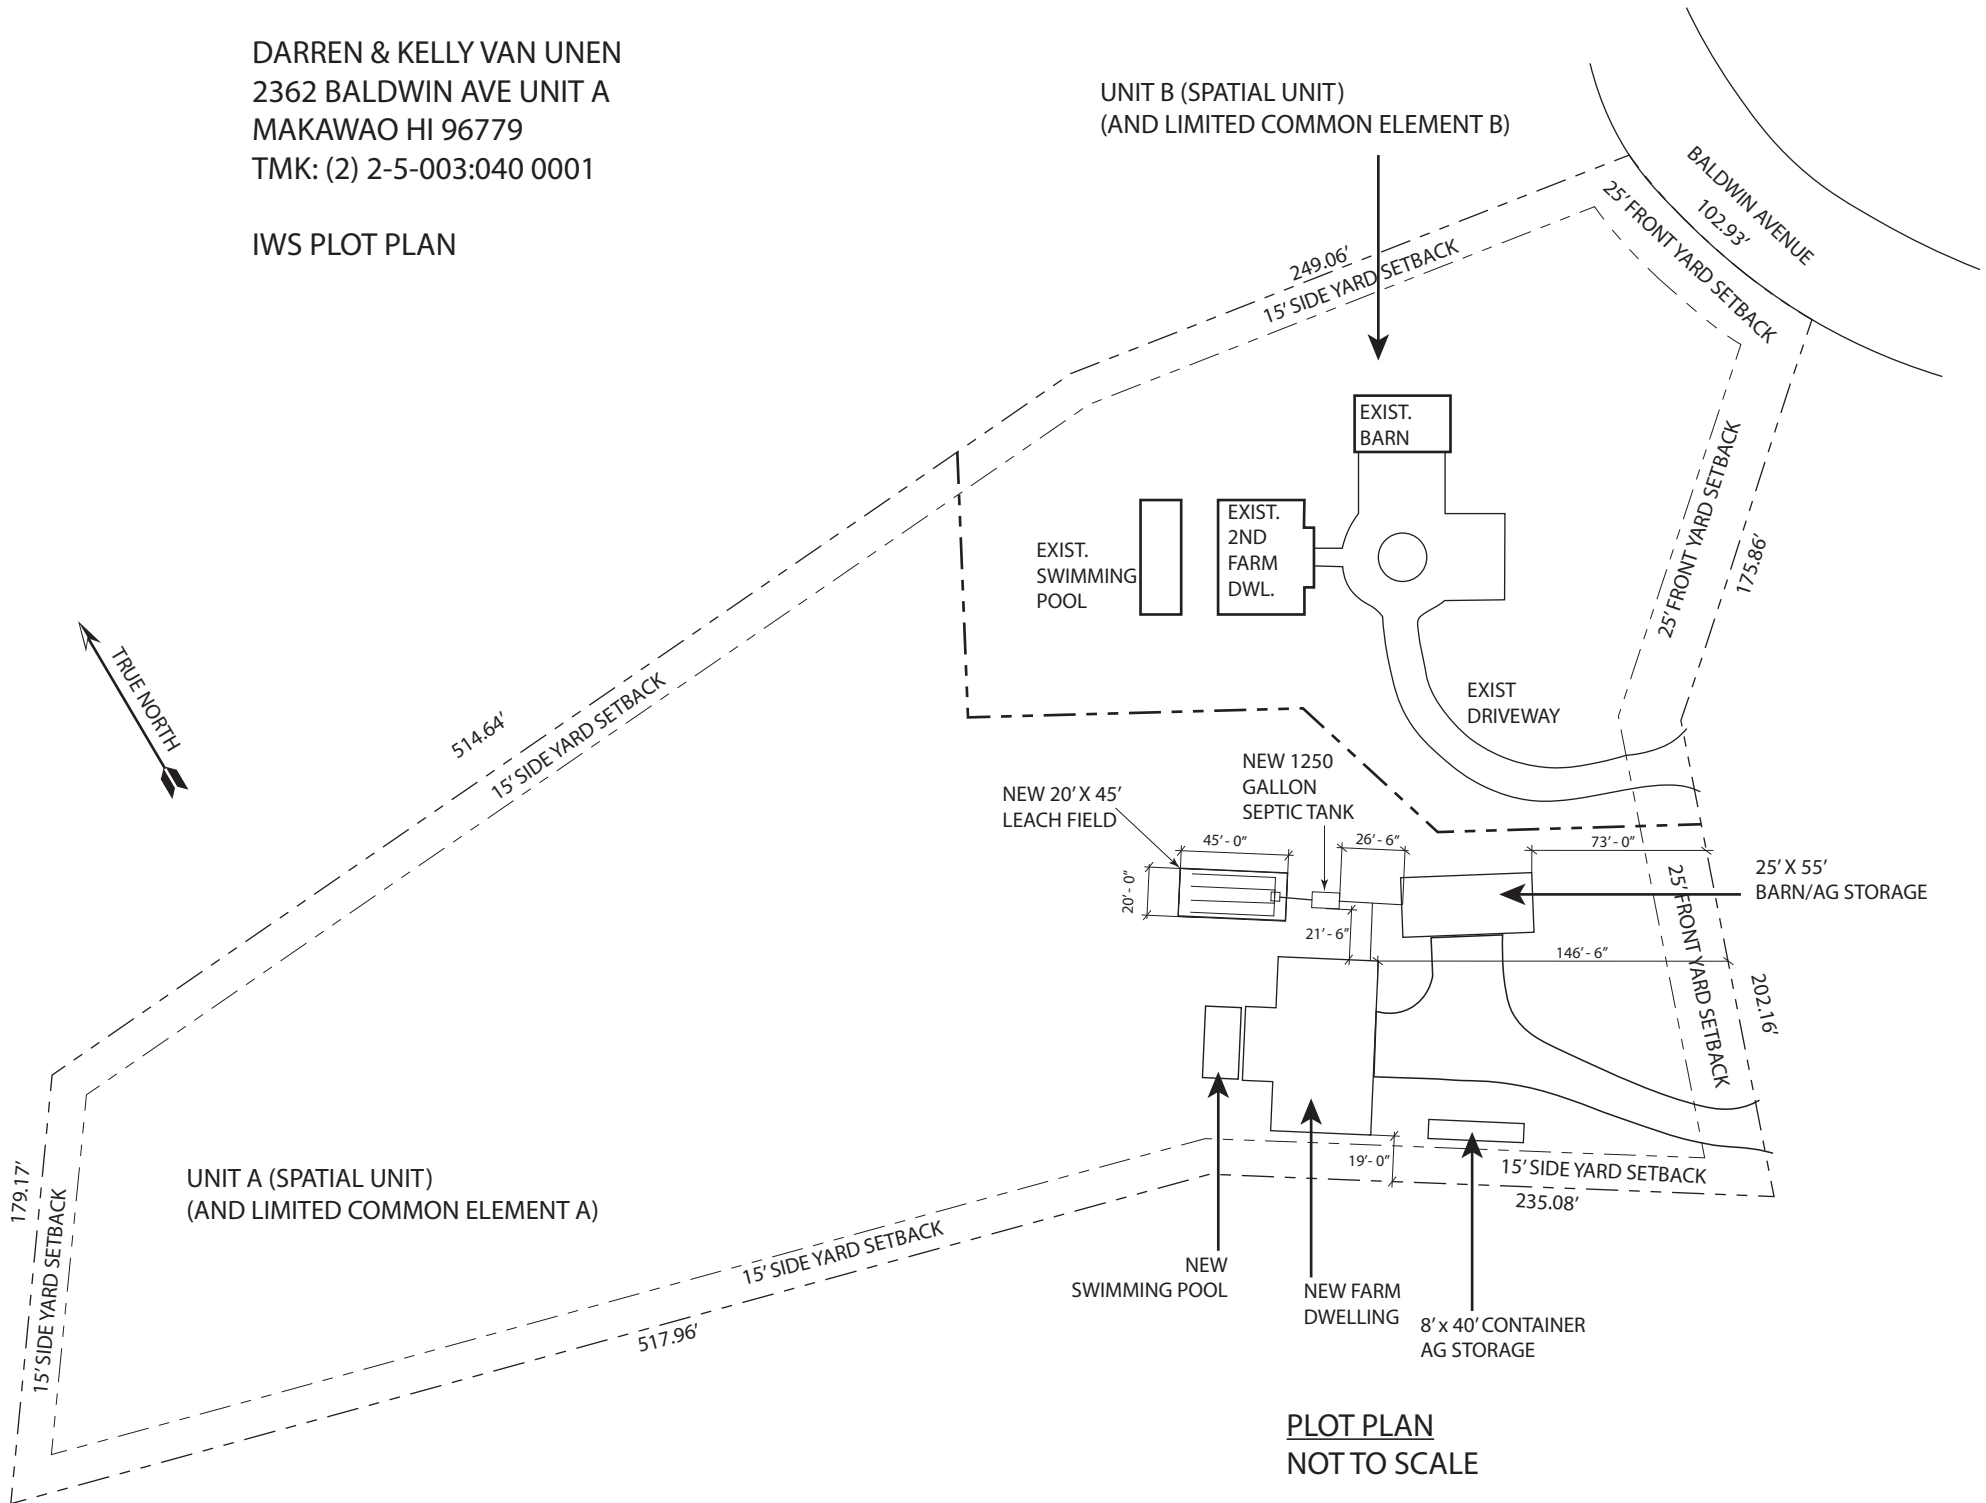 DARREN & KELLY VAN UNEN
2362 BALDWIN AVE UNIT A
MAKAWAO HI 96779
TMK: (2) 2-5-003:040 0001
IWS PLOT PLAN
UNIT B (SPATIAL UNIT)
(AND LIMITED COMMON ELEMENT B)
BALDWIN AVENUE
102.93’
25’ FRONT YARD SETBACK
249.06’
15’ SIDE YARD SETBACK
EXIST.
BARN
25’ FRONT YARD SETBACK
175.86’
EXIST.
2ND
FARM
DWL.
EXIST.
SWIMMING
POOL
TRUE NORTH
514.64’
15’ SIDE YARD SETBACK
EXIST
DRIVEWAY
NEW 1250
GALLON
SEPTIC TANK
NEW 20’ X 45’
LEACH FIELD
45’ - 0”
26’ - 6”
73’ - 0”
20’ - 0”
21’ - 6”
25’ X 55’
BARN/AG STORAGE
146’ - 6”
25’ FRONT YARD SETBACK
202.16’
179.17’
15’ SIDE YARD SETBACK
UNIT A (SPATIAL UNIT)
(AND LIMITED COMMON ELEMENT A)
19’- 0”
15’ SIDE YARD SETBACK
235.08’
15’ SIDE YARD SETBACK
517.96’
NEW
SWIMMING POOL
NEW FARM
DWELLING
8’ x 40’ CONTAINER
AG STORAGE
PLOT PLAN
NOT TO SCALE